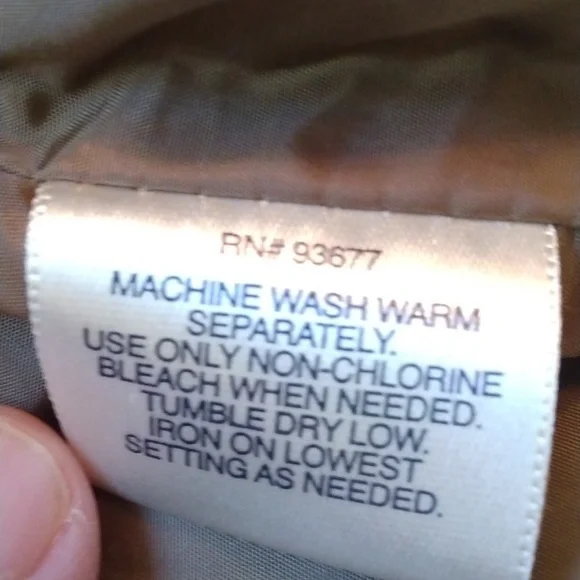 RN# 93677
MACHINE WASH WARM
SEPARATELY.
USE ONLY NON-CHLORINE
BLEACH WHEN NEEDED.
TUMBLE DRY LOW.
IRON ON LOWEST
SETTING AS NEEDED.